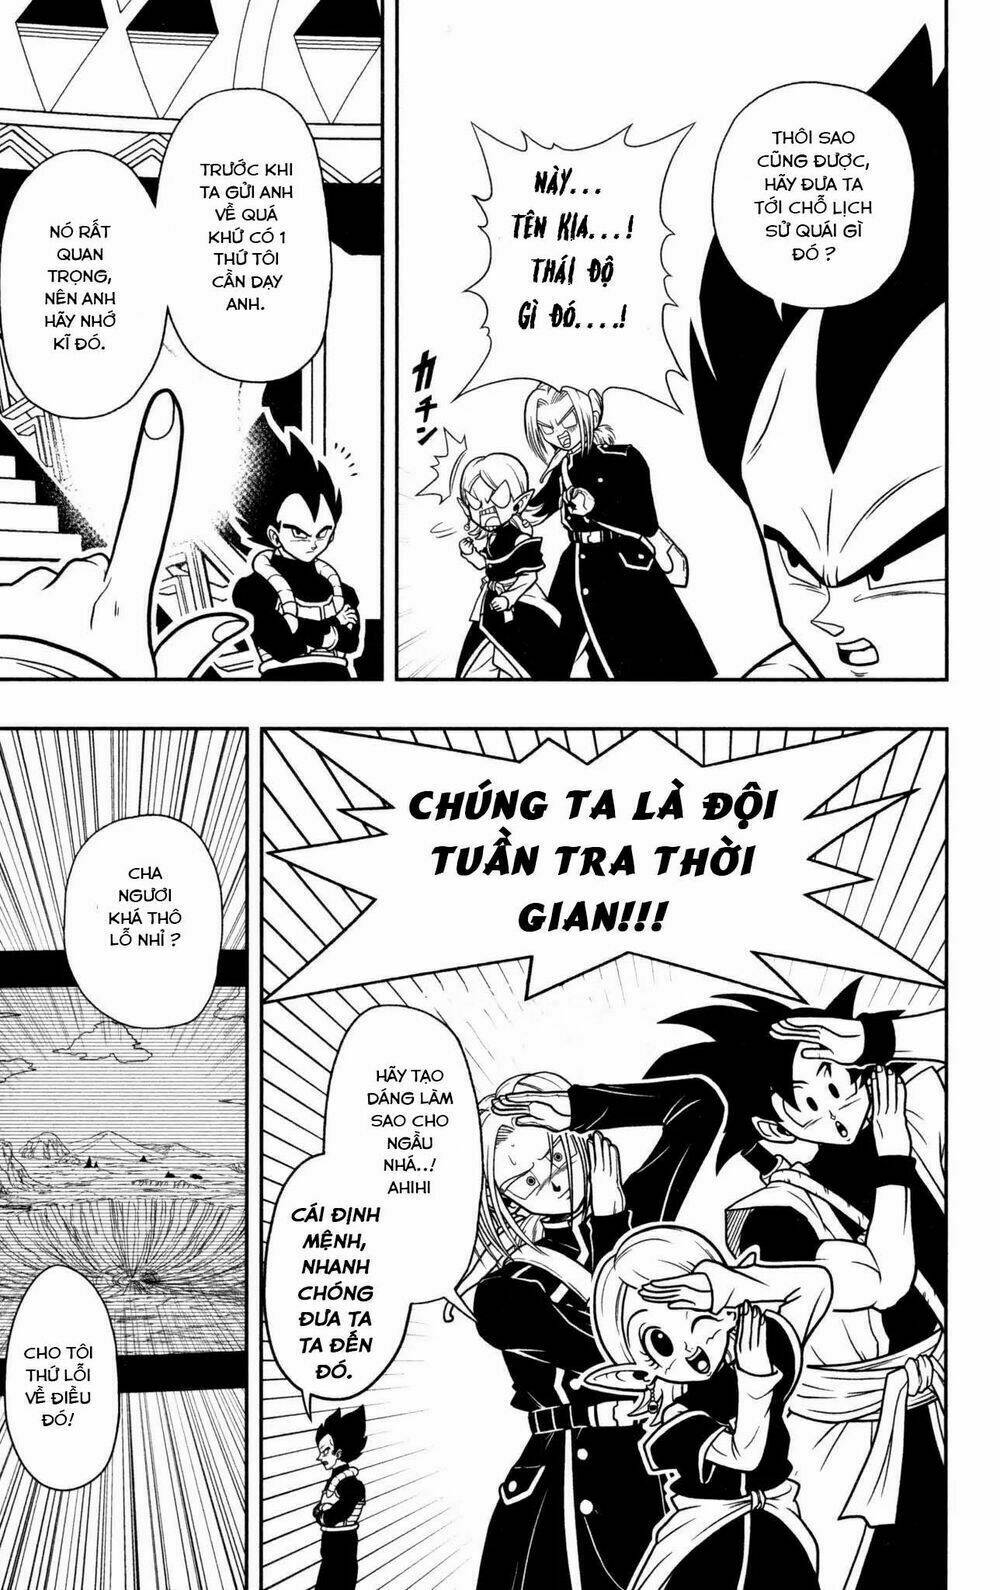 THÔI SAO
CŨNG ĐƯỢC,
HÃY ĐƯA TA
TỚI CHỖ LỊCH
SỬ QUÁI GÌ
ĐÓ ?
NÀY...
TÊN KIA...!
THÁI ĐỘ
GÌ ĐÓ....!
ガチン
TRƯỚC KHI
TA GỬI ANH
VỀ QUÁ
KHỨ CÓ 1
THỨ TÔI
CẦN DẠY
ANH.
NÓ RẤT
QUAN
TRỌNG,
NÊN ANH
HÃY NHỚ
KĨ ĐÓ.
CHÚNG TA LÀ ĐỘI
TUẦN TRA THỜI
GIAN!!!
HÃY TẠO
DÁNG LÀM
SAO CHO
NGẦU
NHÁ..!
AHIHI
CÁI ĐỊNH
MỆNH,
NHANH
CHÓNG
ĐƯA TA
TA ĐẾN
ĐÓ.
CHA
NGƯƠI
KHÁ THÔ
LỖ NHỈ ?
CHO TÔI
THỨ LỖI
VỀ ĐIỀU
ĐÓ!